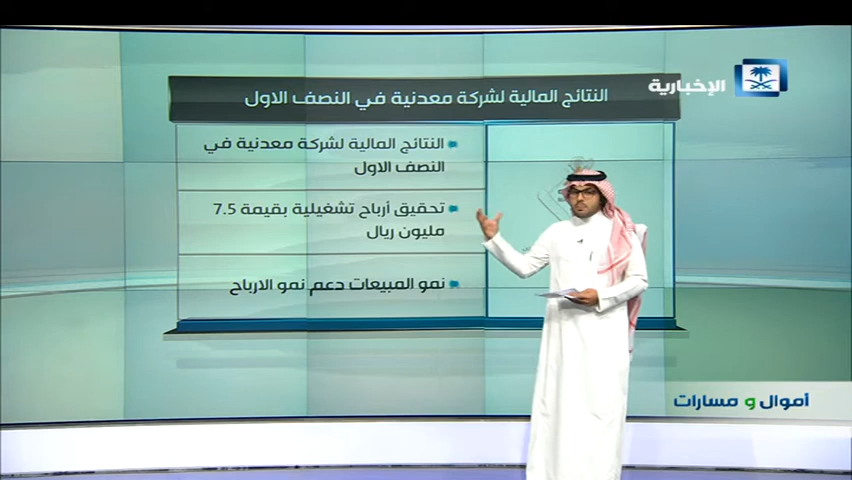 الإخبارية
النتائج المالية لشركة معدنية في النصف الاول
النتائج المالية لشركة معدنية في
النصف الاول
تحقيق أرباح تشغيلية بقيمة 7.5
مليون ريال
نمو المبيعات دعم نمو الارباح
أموال و مسارات